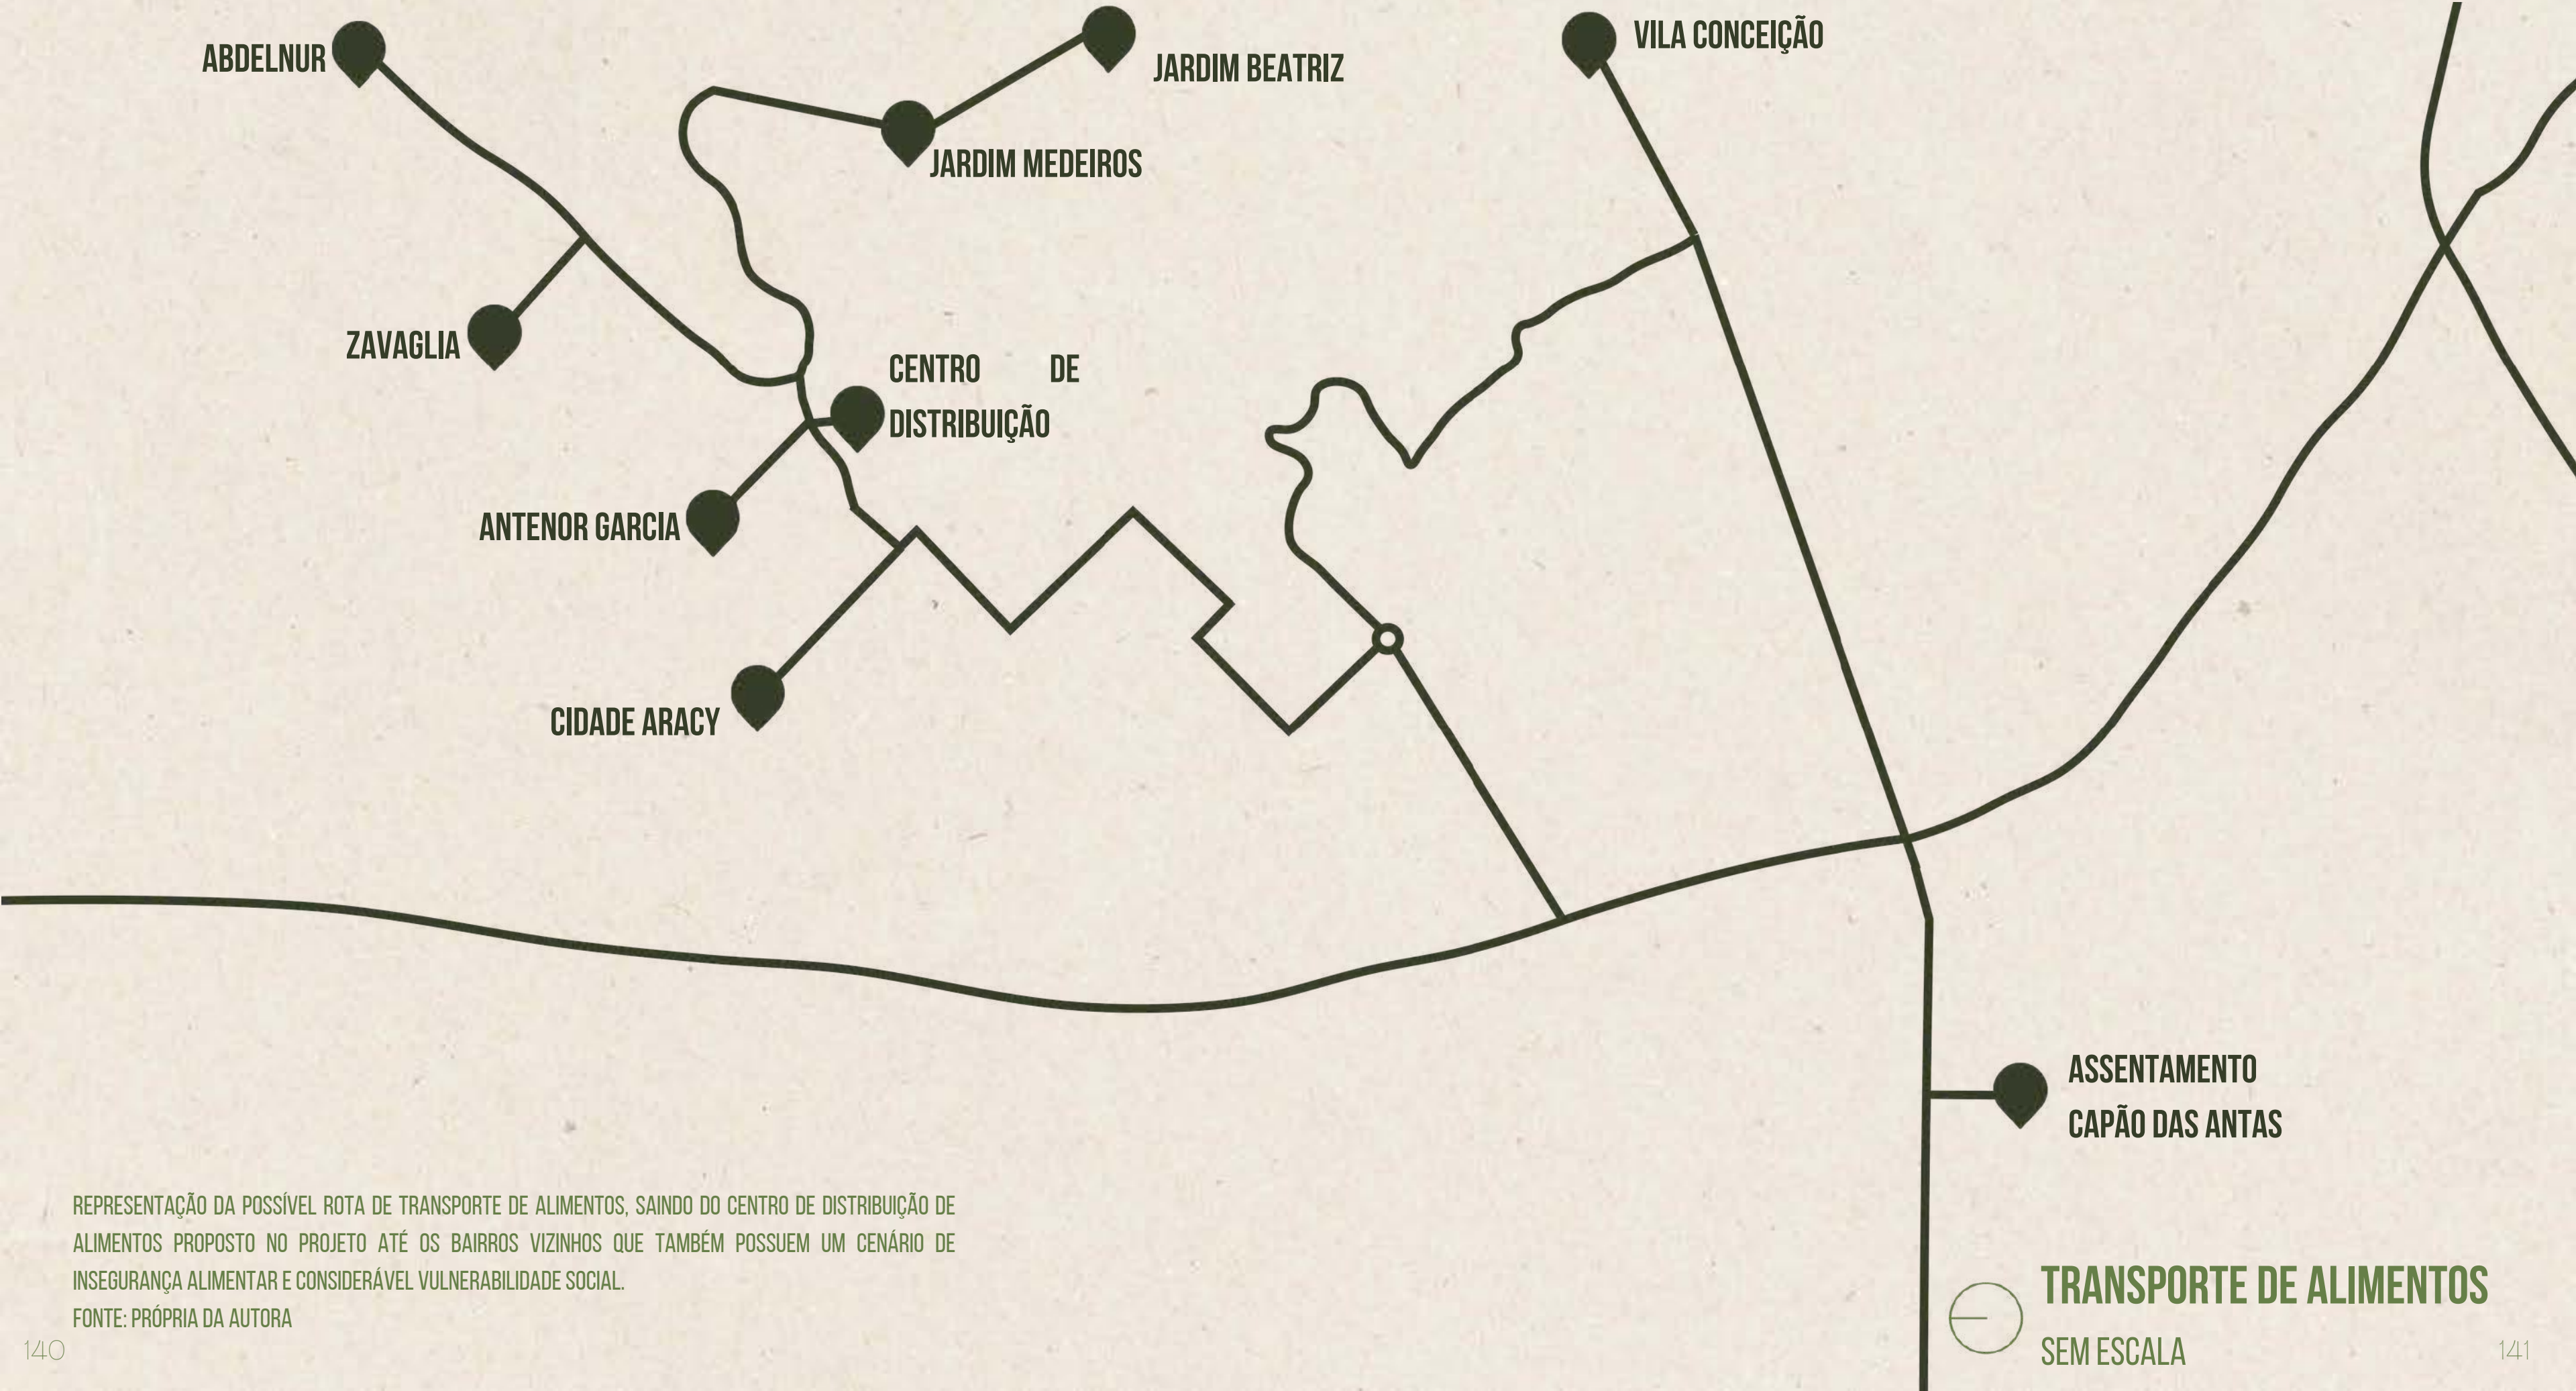 ABDELNUR
JARDIM BEATRIZ
VILA CONCEIÇÃO
JARDIM MEDEIROS
ZAVAGLIA
CENTRO DE
DISTRIBUIÇÃO
ANTENOR GARCIA
CIDADE ARACY
ASSENTAMENTO
CAPÃO DAS ANTAS
REPRESENTAÇÃO DA POSSÍVEL ROTA DE TRANSPORTE DE ALIMENTOS, SAINDO DO CENTRO DE DISTRIBUIÇÃO DE
ALIMENTOS PROPOSTO NO PROJETO ATÉ OS BAIRROS VIZINHOS QUE TAMBÉM POSSUEM UM CENÁRIO DE
INSEGURANÇA ALIMENTAR E CONSIDERÁVEL VULNERABILIDADE SOCIAL.
FONTE: PRÓPRIA DA AUTORA
140
TRANSPORTE DE ALIMENTOS
SEM ESCALA
141